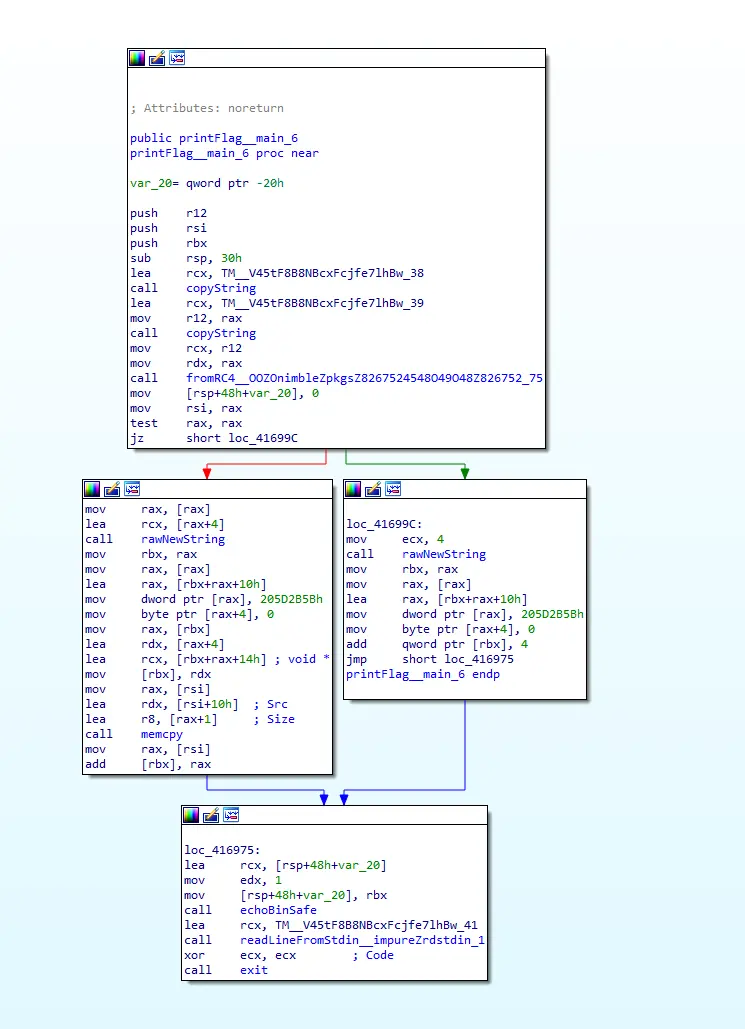 ; Attributes: noreturn
public printFlag__main_6
printFlag__main_6 proc near
var_20= qword ptr -20h
push r12
push rsi
push rbx
sub rsp, 30h
lea rcx, TM__V45tF8B8NBcxFcjfe7lhBw_38
call copyString
lea rcx, TM__V45tF8B8NBcxFcjfe7lhBw_39
mov r12, rax
call copyString
mov rcx, r12
mov rdx, rax
call fromRC4__OOZOnimbleZpkgsZ8267524548O49O48Z826752_75
mov [rsp+48h+var_20], 0
mov rsi, rax
test rax, rax
jz short loc_41699C
mov rax, [rax]
lea rcx, [rax+4]
call rawNewString
mov rbx, rax
mov rax, [rax]
lea rax, [rbx+rax+10h]
mov dword ptr [rax], 205D2B5Bh
mov byte ptr [rax+4], 0
mov rax, [rbx]
lea rdx, [rax+4]
lea rcx, [rbx+rax+14h] ; void *
mov [rbx], rdx
mov rax, [rsi]
lea rdx, [rsi+10h] ; Src
lea r8, [rax+1] ; Size
call memcpy
mov rax, [rsi]
add [rbx], rax
loc_41699C:
mov ecx, 4
call rawNewString
mov rbx, rax
mov rax, [rax]
lea rax, [rbx+rax+10h]
mov dword ptr [rax], 205D2B5Bh
mov byte ptr [rax+4], 0
add qword ptr [rbx], 4
jmp short loc_416975
printFlag__main_6 endp
loc_416975:
lea rcx, [rsp+48h+var_20]
mov edx, 1
mov [rsp+48h+var_20], rbx
call echoBinSafe
lea rcx, TM__V45tF8B8NBcxFcjfe7lhBw_41
call readLineFromStdin__impureZrdstdin_1
xor ecx, ecx ; Code
call exit